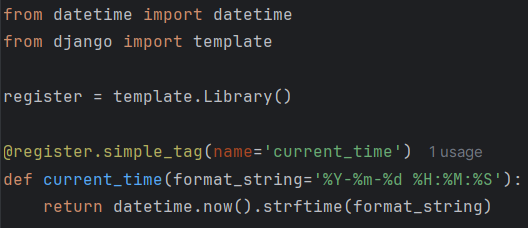 from datetime import datetime
from django import template

register = template.Library()

@register.simple_tag(name='current_time') 1 usage
def current_time(format_string='%Y-%m-%d %H:%M:%S'):
    return datetime.now().strftime(format_string)